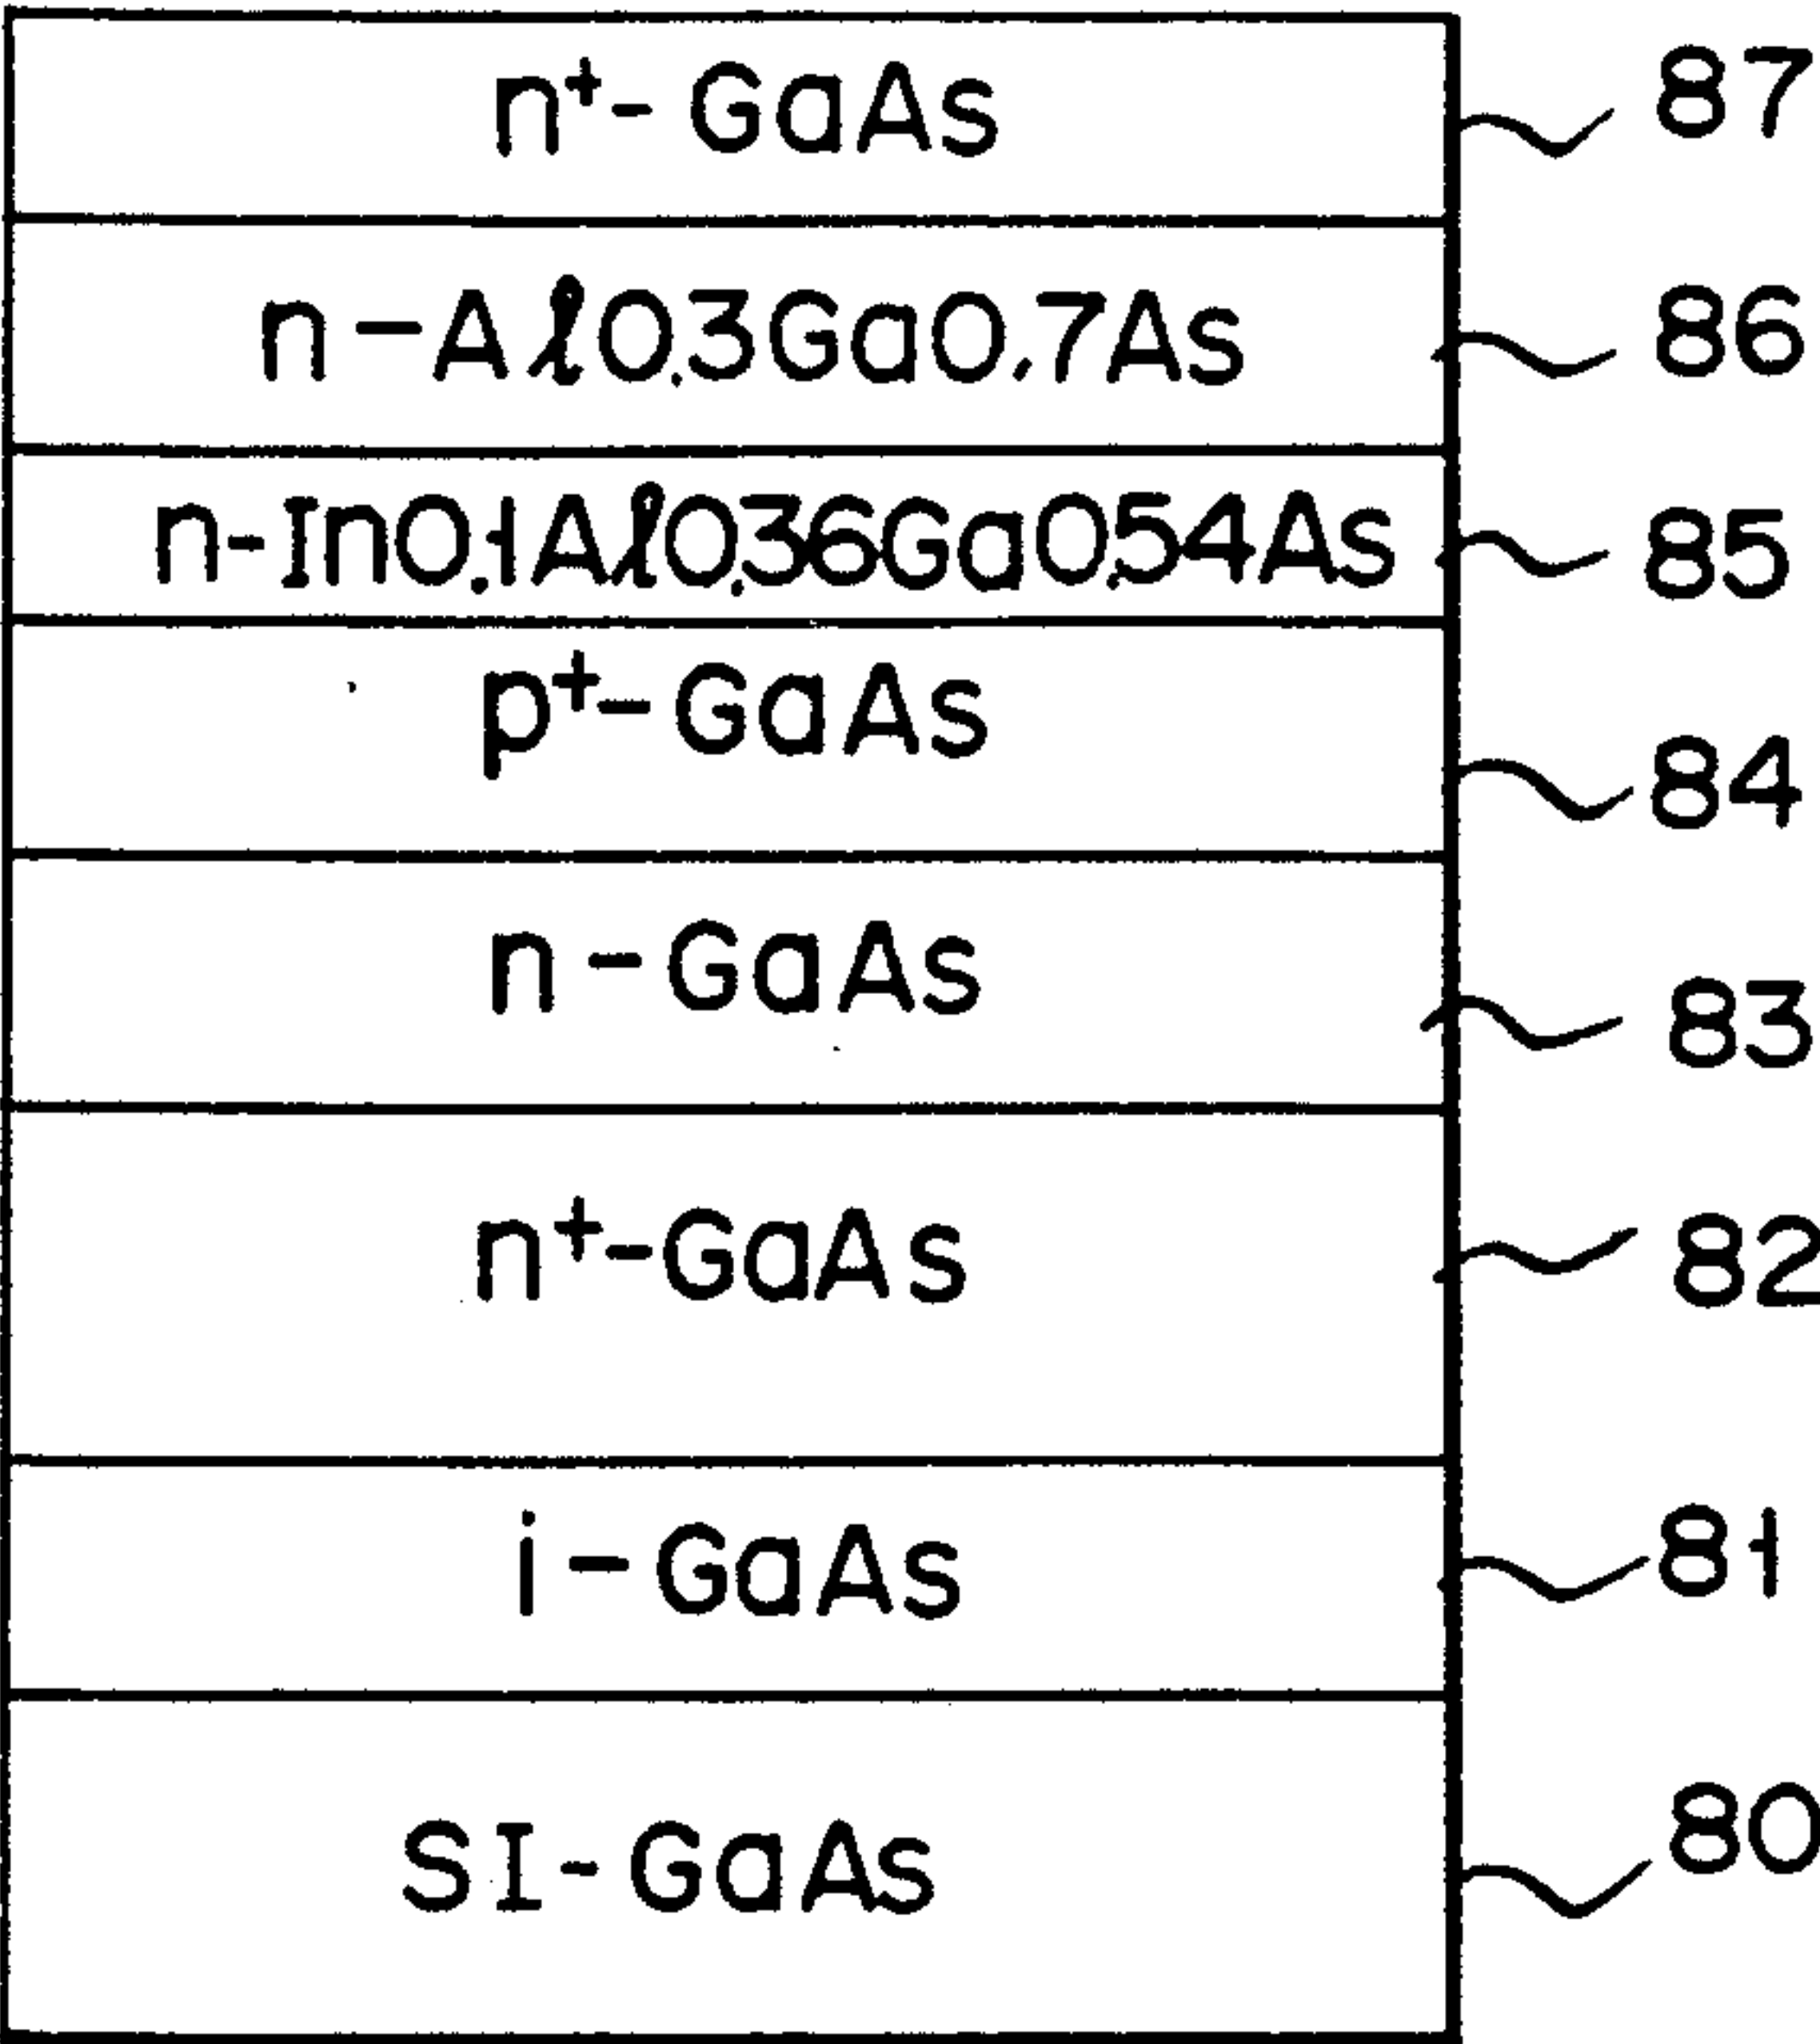 n+-GaAs 87
n-Aℓ0.3Ga0.7As 86
n-In0.1Aℓ0.36Ga0.54As 85
p+-GaAs 84
n-GaAs 83
n+-GaAs 82
i-GaAs 81
SI-GaAs 80